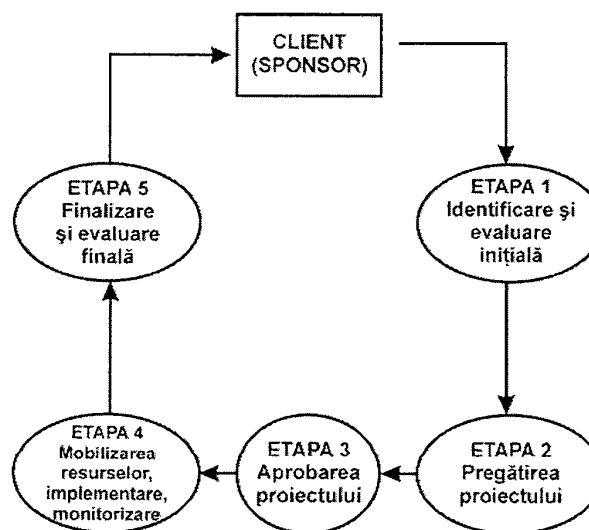 CLIENT
(SPONSOR)
ETAPA 1
Identificare şi
evaluare
iniţială
ETAPA 2
Pregătirea
proiectului
ETAPA 3
Aprobarea
proiectului
ETAPA 4
Mobilizarea
resurselor,
implementare,
monitorizare
ETAPA 5
Finalizare
şi evaluare
finală